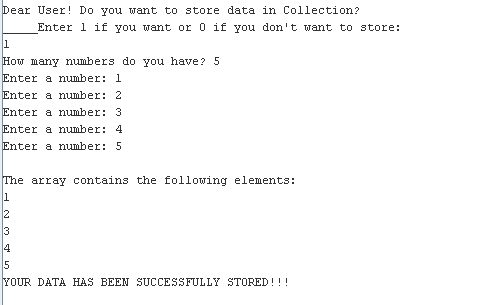 Dear User! Do you want to store data in Collection?
_____Enter 1 if you want or 0 if you don't want to store:
1
How many numbers do you have? 5
Enter a number: 1
Enter a number: 2
Enter a number: 3
Enter a number: 4
Enter a number: 5
The array contains the following elements:
1
2
3
4
5
YOUR DATA HAS BEEN SUCCESSFULLY STORED!!!